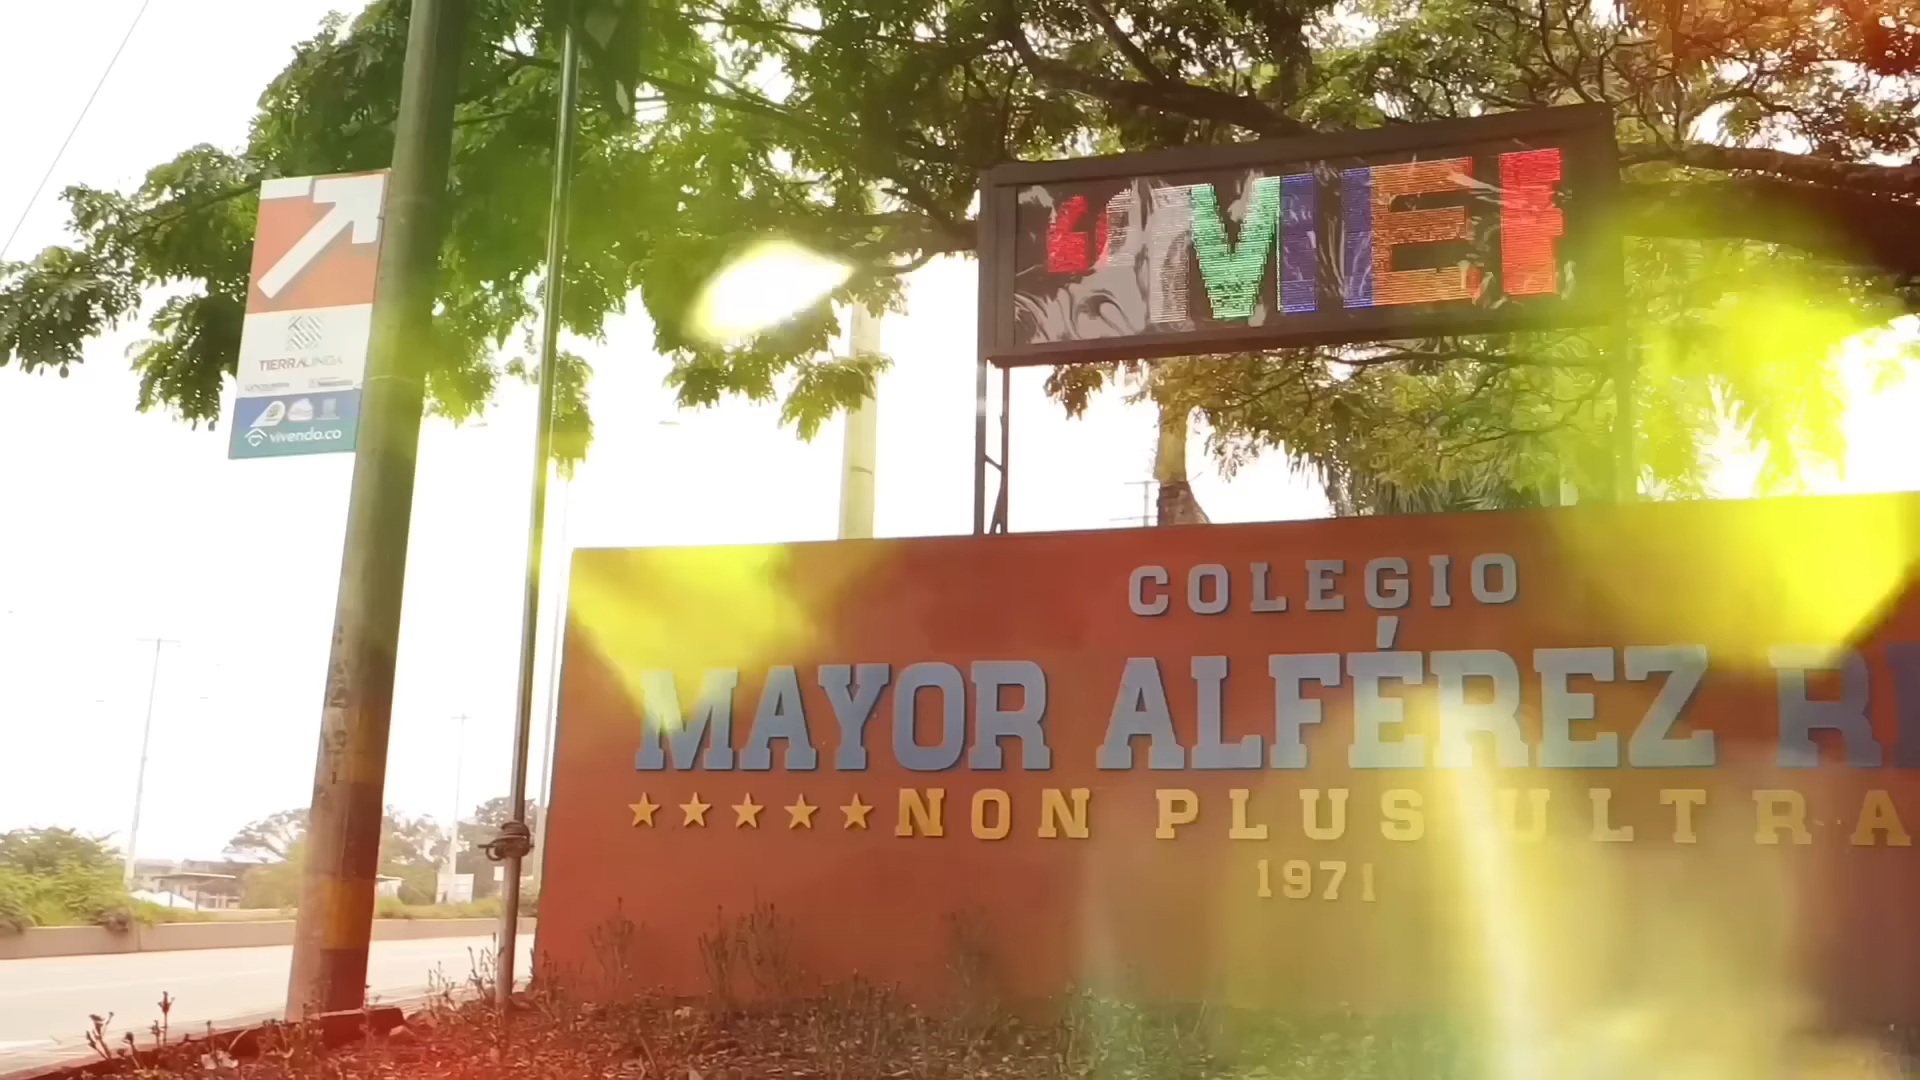 TIERRALINDA
vivendo.co
COLEGIO
MAYOR ALFÉREZ R
★★★★★ NON PLUS ULTRA
1971